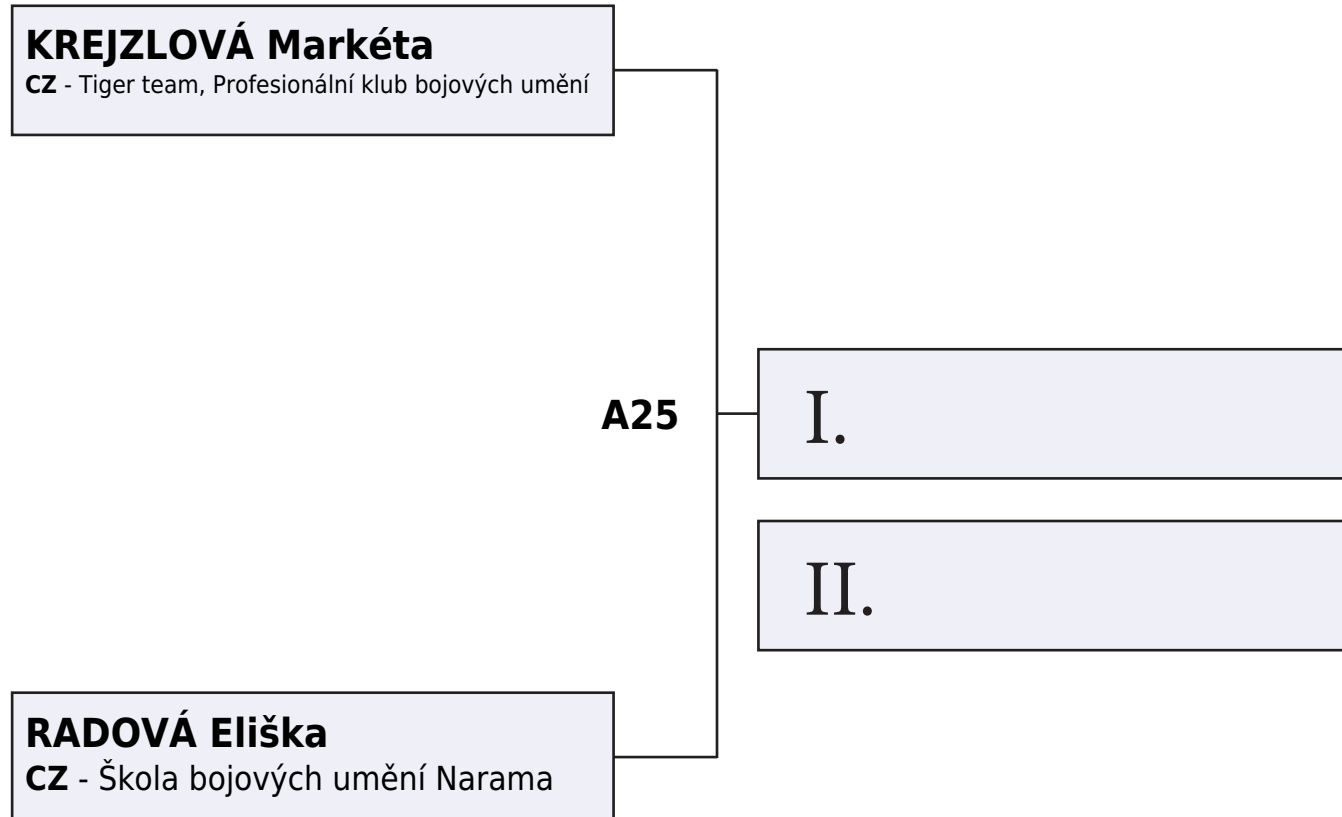 KREJZLOVÁ Markéta
CZ - Tiger team, Profesionální klub bojových umění
A25
I.
II.
RADOVÁ Eliška
CZ - Škola bojových umění Narama